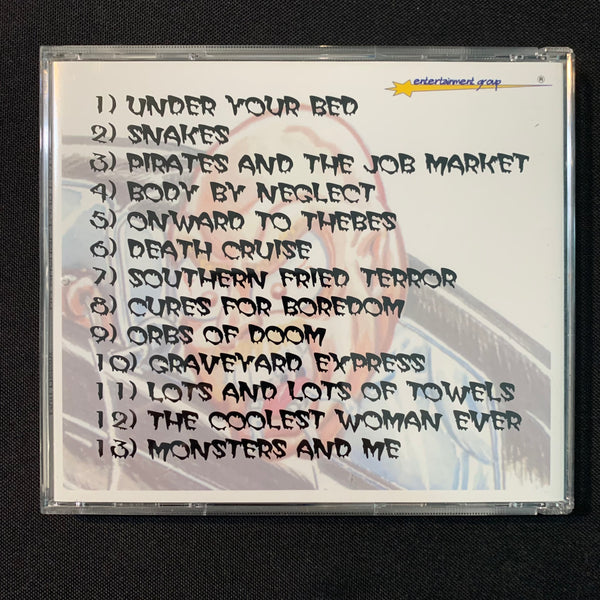 entertainment group ®
1) UNDER YOUR BED
2) SNAKES
3) PIRATES AND THE JOB MARKET
4) BODY BY NEGLECT
5) ONWARD TO THEBES
6) DEATH CRUISE
7) SOUTHERN FRIED TERROR
8) CURES FOR BOREDOM
9) ORBS OF DOOM
10) GRAVEYARD EXPRESS
11) LOTS AND LOTS OF TOWELS
12) THE COOLEST WOMAN EVER
13) MONSTERS AND ME